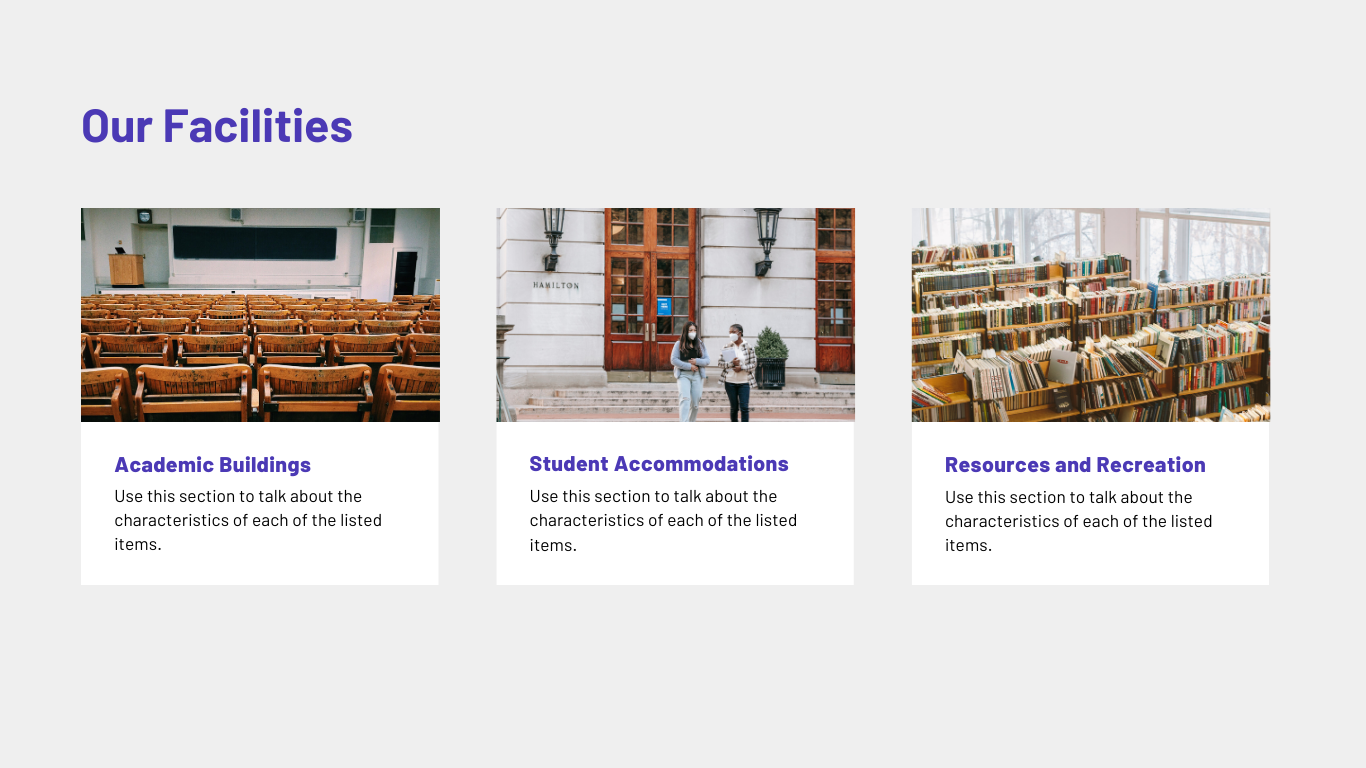 Our Facilities
HAMILTON
Academic Buildings
Use this section to talk about the
characteristics of each of the listed
items.
Student Accommodations
Use this section to talk about the
characteristics of each of the listed
items.
Resources and Recreation
Use this section to talk about the
characteristics of each of the listed
items.